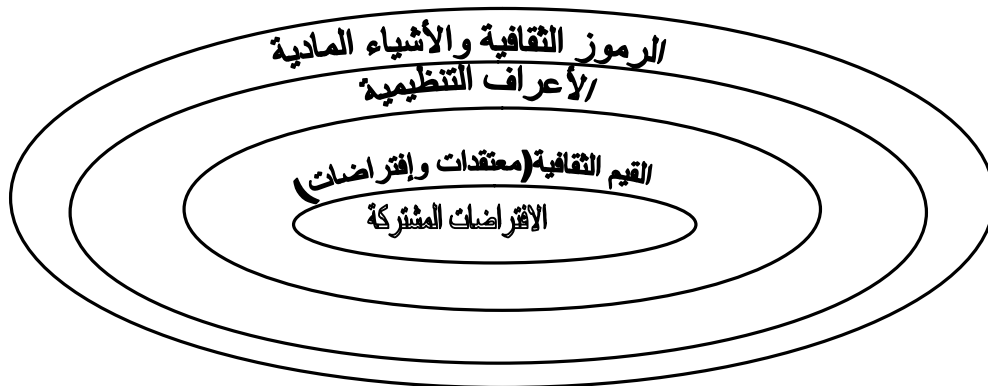 الرموز الثقافية والأشياء المادية
الأعراف التنظيمية
القيم الثقافية(معتقدات وإفتراضات)
الافتراضات المشتركة